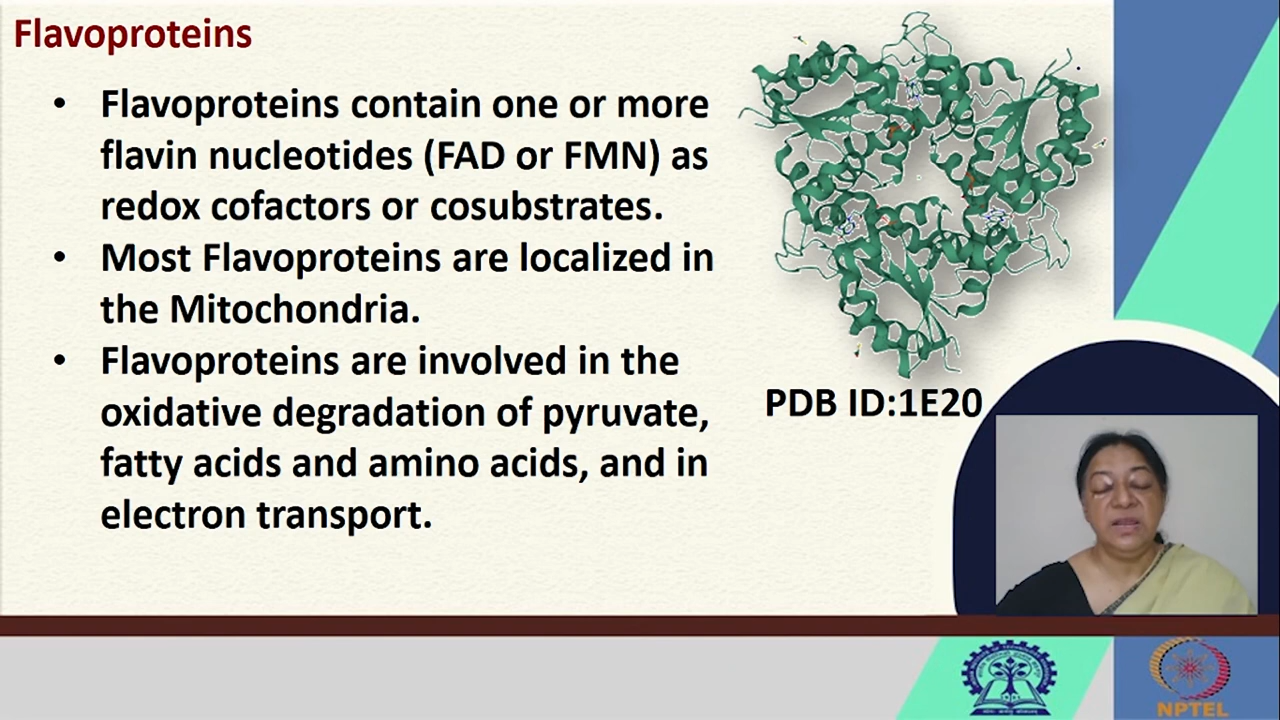 Flavoproteins
• Flavoproteins contain one or more
flavin nucleotides (FAD or FMN) as
redox cofactors or cosubstrates.
• Most Flavoproteins are localized in
the Mitochondria.
• Flavoproteins are involved in the
oxidative degradation of pyruvate,
fatty acids and amino acids, and in
electron transport.
PDB ID:1E20
NPTEL